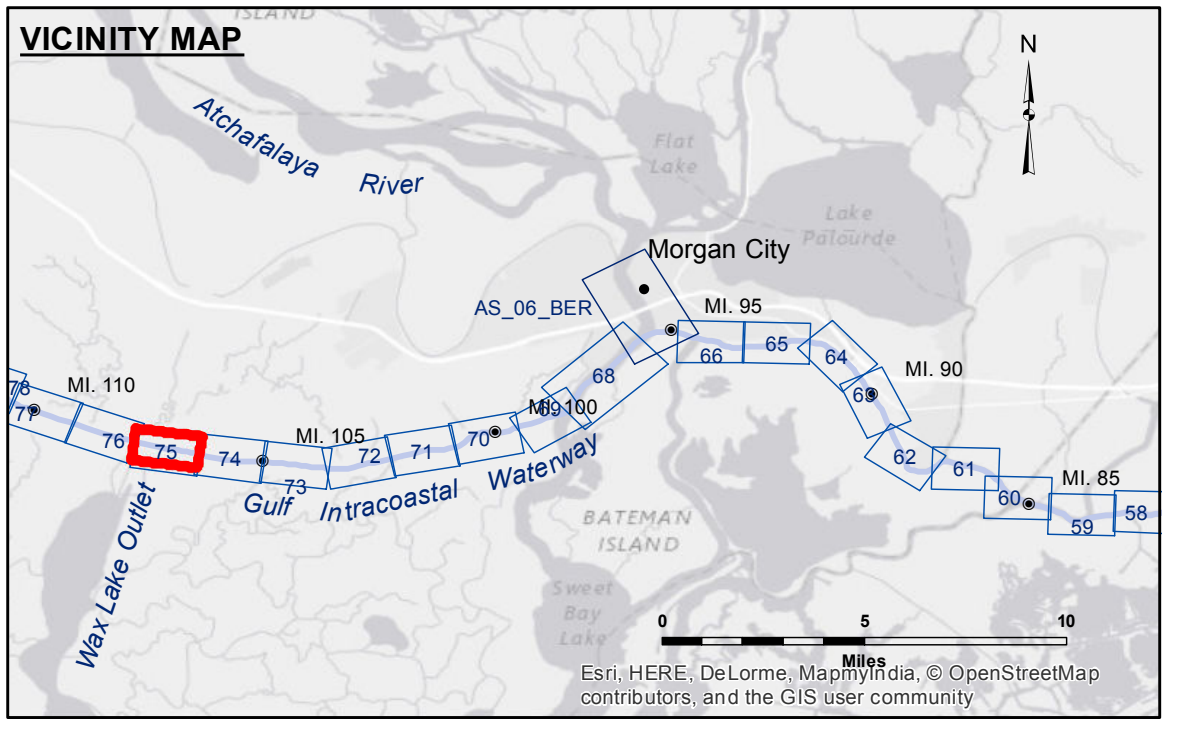 ISLAND
VICINITY MAP
N
Atchafalaya River
Flat
Lake
Lake
Palourde
Morgan City
AS_06_BER
MI. 95
66
65
64
MI. 90
63
68
MI. 110
78
77
69
MI. 100
76
75
74
MI. 105
73
72
71
70
62
61
60
MI. 85
59
58
Gulf Intracoastal Waterway
Wax Lake Outlet
BATEMAN
ISLAND
Sweet
Bay
Lake
0 5 10
Miles
Esri, HERE, DeLorme, MapmyIndia, © OpenStreetMap
contributors, and the GIS user community